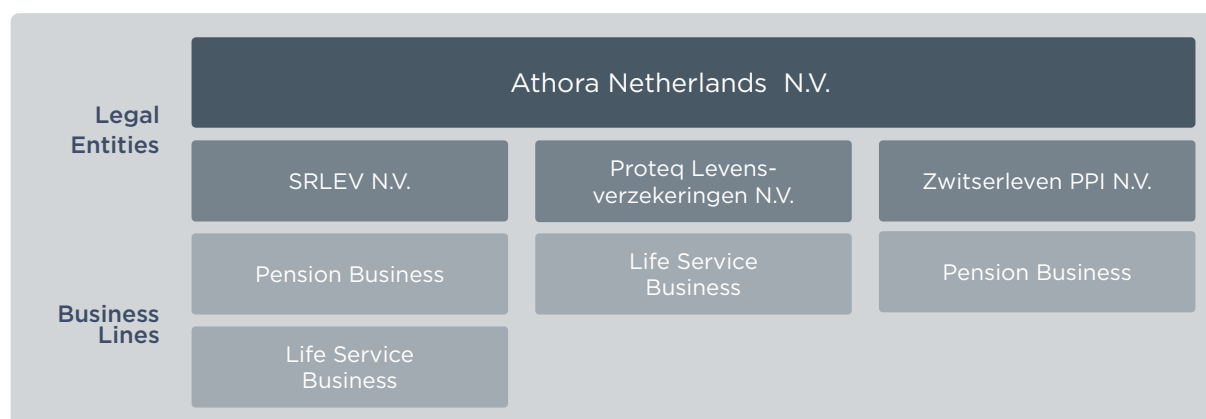 Athora Netherlands N.V.
Legal
Entities
SRLEV N.V.
Proteq Levens-
verzekeringen N.V.
Zwitserleven PPI N.V.
Pension Business
Life Service
Business
Pension Business
Business
Lines
Life Service
Business